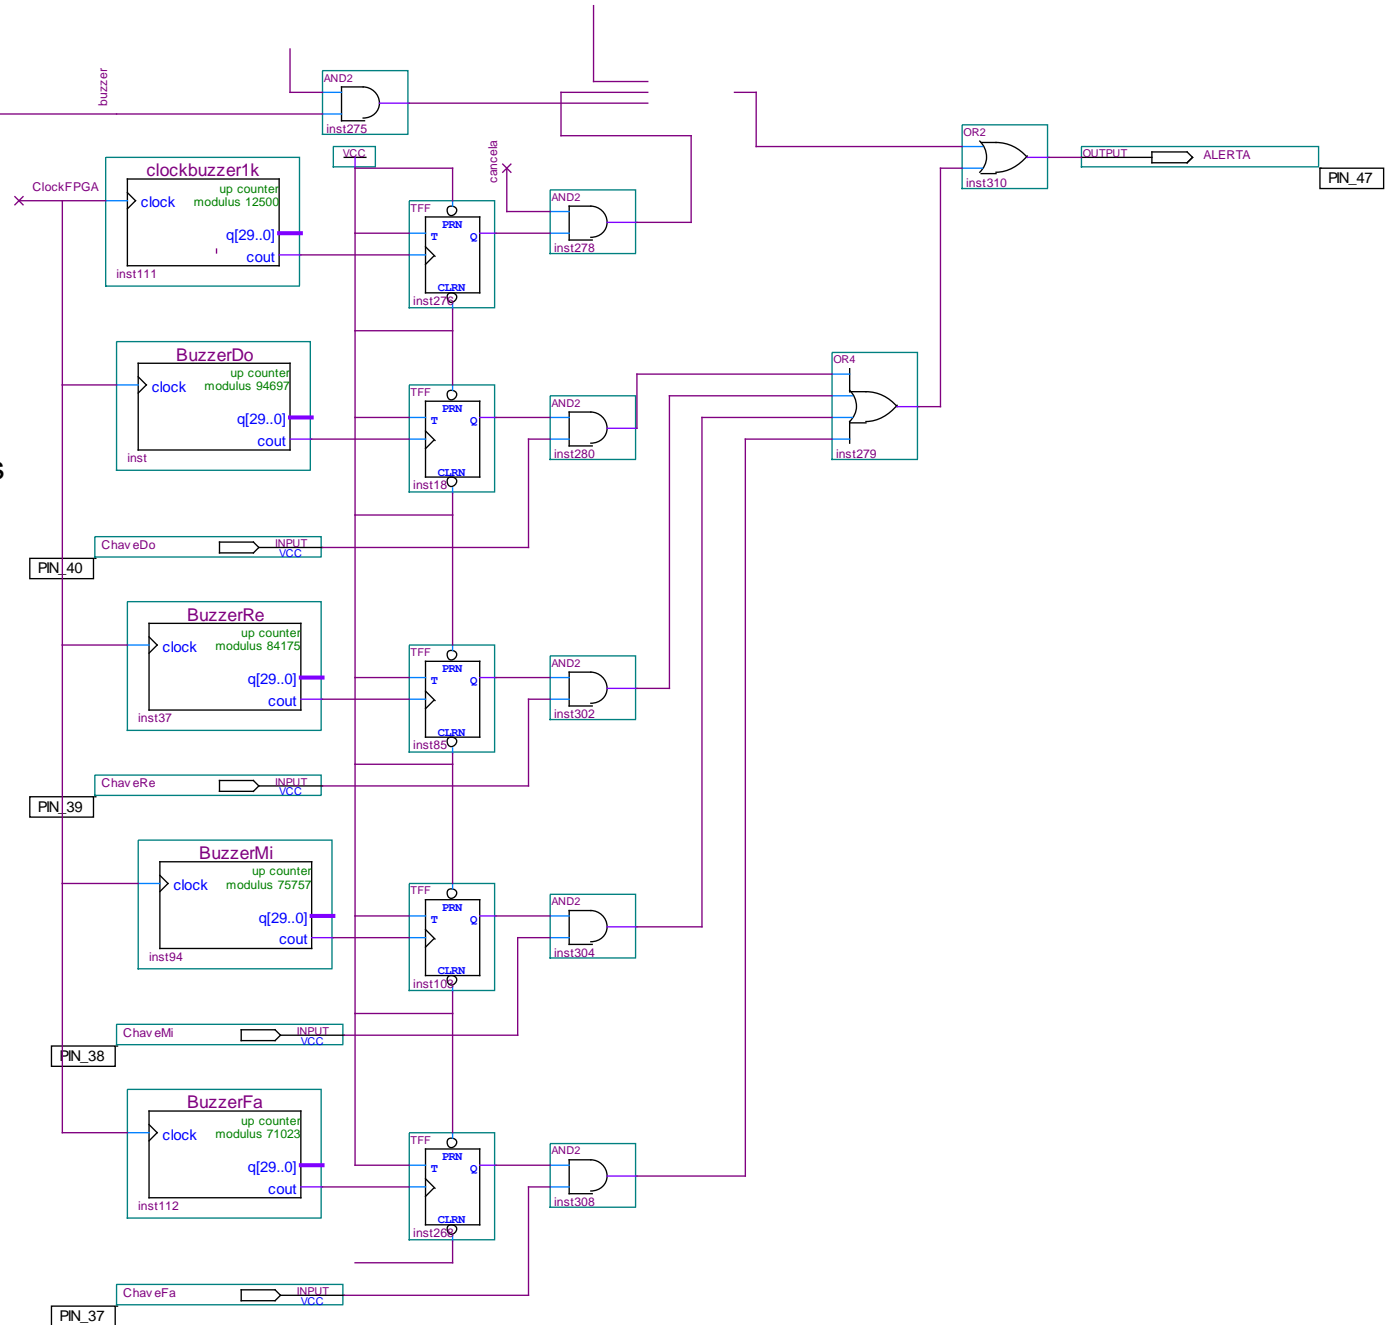 buzzer
AND2
inst275
VCC
cancela
OR2
inst310
OUTPUT
ALERTA
PIN_47
ClockFPGA
clockbuzzer1k
up counter
modulus 12500
clock
q[29..0]
cout
inst111
TFF
PRN
T
Q
CLRN
inst276
AND2
inst278
BuzzerDo
up counter
modulus 94697
clock
q[29..0]
cout
inst
TFF
PRN
T
Q
CLRN
inst18
AND2
inst280
OR4
inst279
s
ChaveDo
INPUT
VCC
PIN_40
BuzzerRe
up counter
modulus 84175
clock
q[29..0]
cout
inst37
TFF
PRN
T
Q
CLRN
inst85
AND2
inst302
ChaveRe
INPUT
VCC
PIN_39
BuzzerMi
up counter
modulus 75757
clock
q[29..0]
cout
inst94
TFF
PRN
T
Q
CLRN
AND2
inst304
ChaveMi
INPUT
VCC
PIN_38
BuzzerFa
up counter
modulus 71023
clock
q[29..0]
cout
inst112
TFF
PRN
T
Q
CLRN
AND2
inst308
ChaveFa
INPUT
VCC
PIN_37